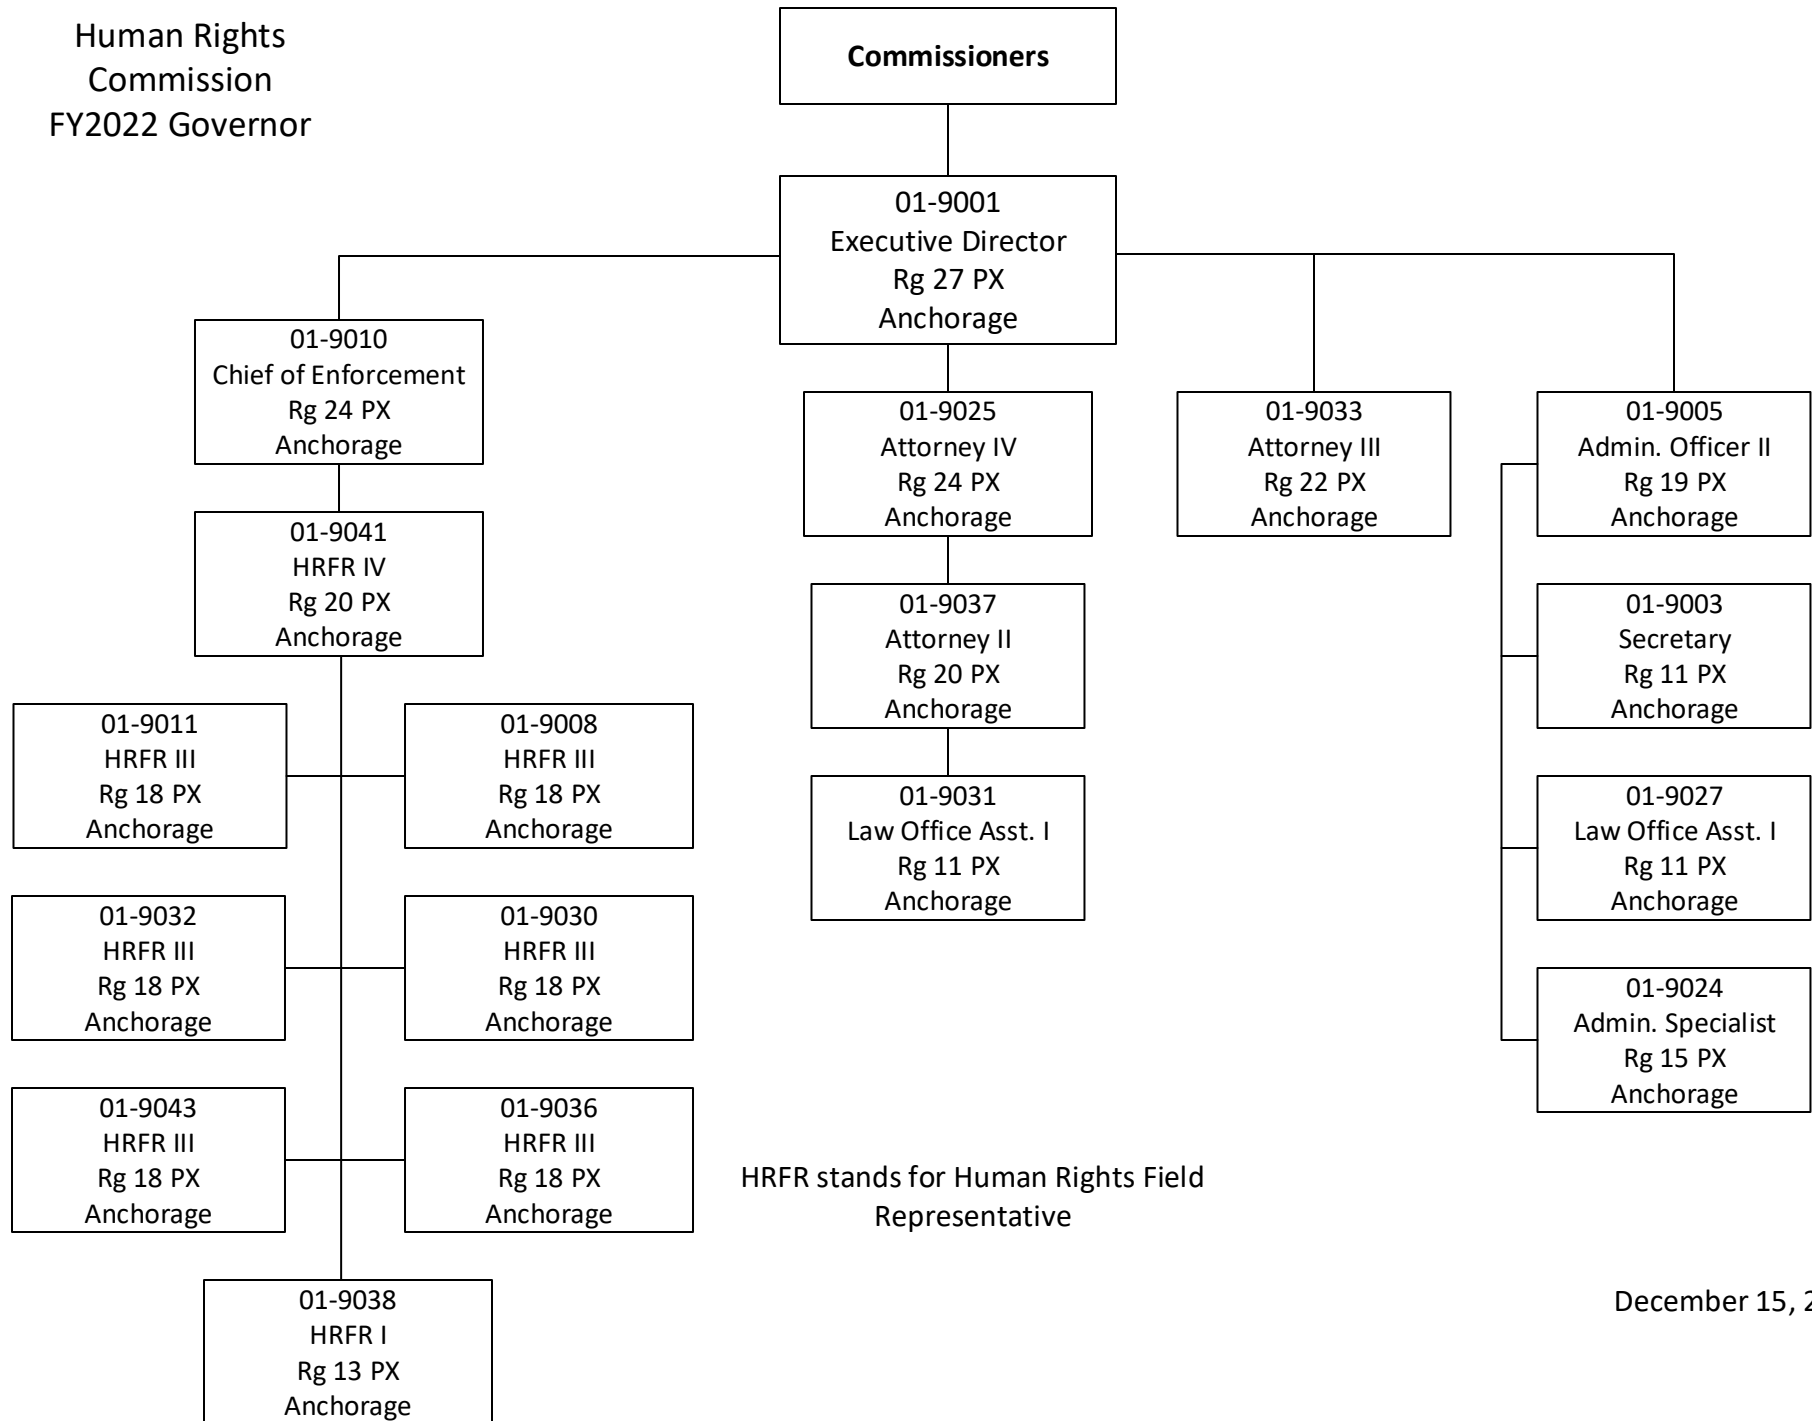 Human Rights
Commission
FY2022 Governor
Commissioners
01-9001
Executive Director
Rg 27 PX
Anchorage
01-9010
Chief of Enforcement
Rg 24 PX
Anchorage
01-9025
Attorney IV
Rg 24 PX
Anchorage
01-9033
Attorney III
Rg 22 PX
Anchorage
01-9005
Admin. Officer II
Rg 19 PX
Anchorage
01-9041
HRFR IV
Rg 20 PX
Anchorage
01-9037
Attorney II
Rg 20 PX
Anchorage
01-9003
Secretary
Rg 11 PX
Anchorage
01-9011
HRFR III
Rg 18 PX
Anchorage
01-9008
HRFR III
Rg 18 PX
Anchorage
01-9031
Law Office Asst. I
Rg 11 PX
Anchorage
01-9027
Law Office Asst. I
Rg 11 PX
Anchorage
01-9032
HRFR III
Rg 18 PX
Anchorage
01-9030
HRFR III
Rg 18 PX
Anchorage
01-9024
Admin. Specialist
Rg 15 PX
Anchorage
01-9043
HRFR III
Rg 18 PX
Anchorage
01-9036
HRFR III
Rg 18 PX
Anchorage
HRFR stands for Human Rights Field
Representative
01-9038
HRFR I
Rg 13 PX
Anchorage
December 15,